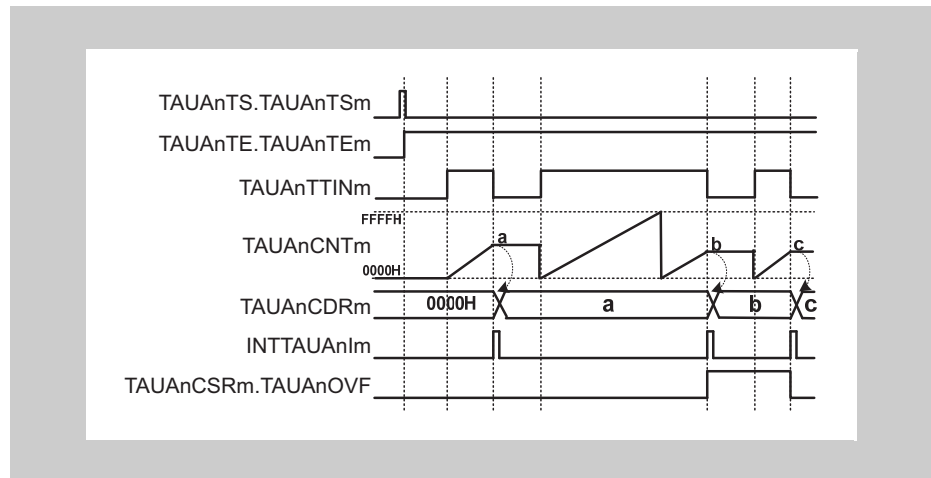 TAUAnTS.TAUAnTSm
TAUAnTE.TAUAnTEm
TAUAnTTINm
FFFFH
TAUAnCNTm
a
b
c
0000H
TAUAnCDRm
0000H
a
b
c
INTTAUAnIm
TAUAnCSRm.TAUAnOVF